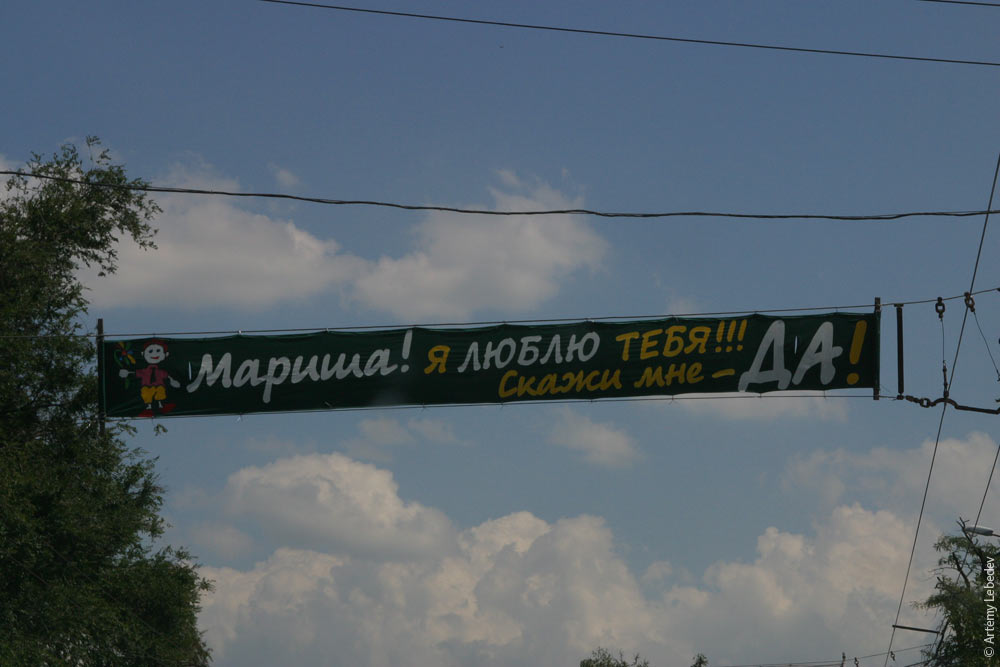 Мариша! Я ЛЮБЛЮ ТЕБЯ!!!
Скажи мне – ДА!
© Artemy Lebedev